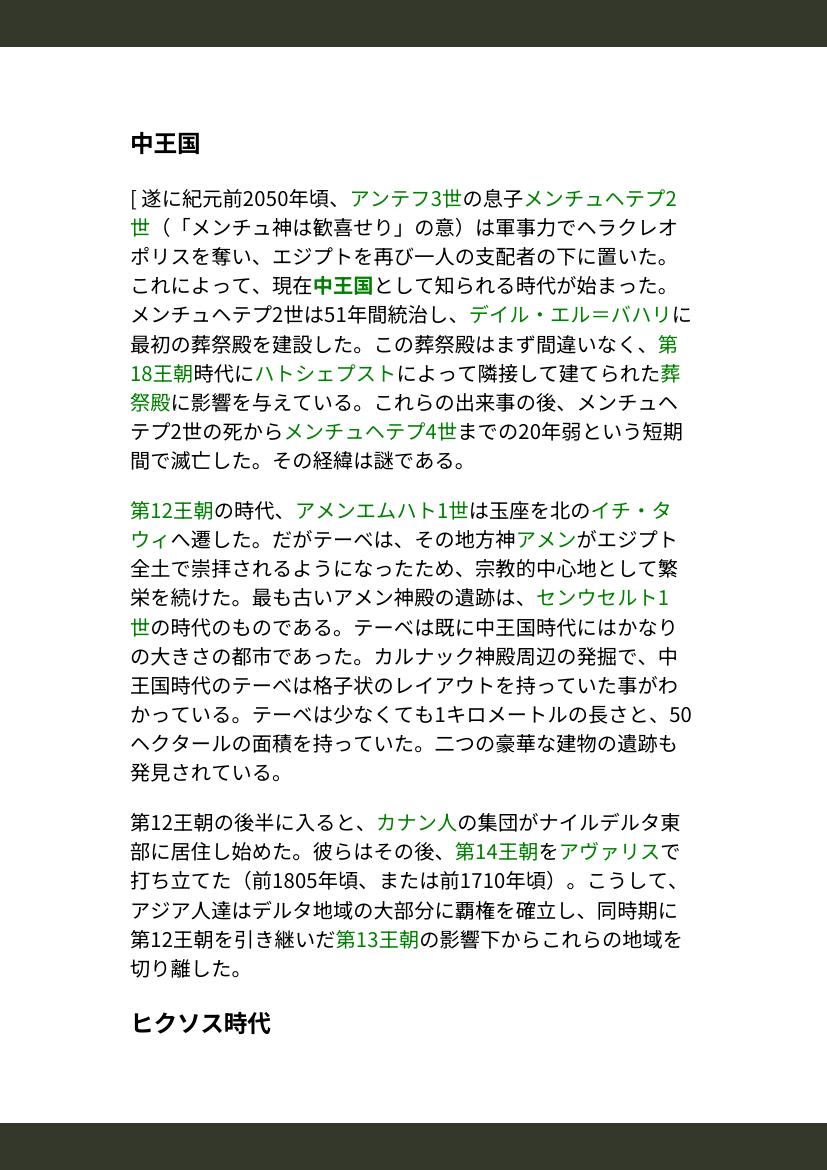 中王国
[ 遂に紀元前2050年頃、アンテフ3世の息子メンチュヘテプ2
世（「メンチュ神は歓喜せり」の意）は軍事力でヘラクレオ
ポリスを奪い、エジプトを再び一人の支配者の下に置いた。
これによって、現在中王国として知られる時代が始まった。
メンチュヘテプ2世は51年間統治し、デイル・エル＝バハリに
最初の葬祭殿を建設した。この葬祭殿はまず間違いなく、第
18王朝時代にハトシェプストによって隣接して建てられた葬
祭殿に影響を与えている。これらの出来事の後、メンチュヘ
テプ2世の死からメンチュヘテプ4世までの20年弱という短期
間で滅亡した。その経緯は謎である。
第12王朝の時代、アメンエムハト1世は玉座を北のイチ・タ
ウィへ遷した。だがテーベは、その地方神アメンがエジプト
全土で崇拝されるようになったため、宗教的中心地として繁
栄を続けた。最も古いアメン神殿の遺跡は、センウセルト1
世の時代のものである。テーベは既に中王国時代にはかなり
の大きさの都市であった。カルナック神殿周辺の発掘で、中
王国時代のテーベは格子状のレイアウトを持っていた事がわ
かっている。テーベは少なくても1キロメートルの長さと、50
ヘクタールの面積を持っていた。二つの豪華な建物の遺跡も
発見されている。
第12王朝の後半に入ると、カナン人の集団がナイルデルタ東
部に居住し始めた。彼らはその後、第14王朝をアヴァリスで
打ち立てた（前1805年頃、または前1710年頃）。こうして、
アジア人達はデルタ地域の大部分に覇権を確立し、同時期に
第12王朝を引き継いだ第13王朝の影響下からこれらの地域を
切り離した。
ヒクソス時代